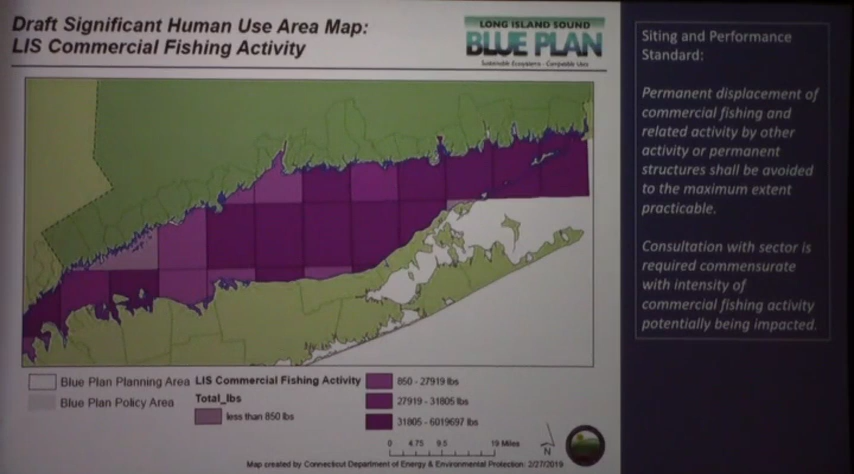 Draft Significant Human Use Area Map:
LIS Commercial Fishing Activity
LONG ISLAND SOUND
BLUE PLAN
Sustainable Ecosystems - Compatible Uses
Siting and Performance
Standard:
Permanent displacement of
commercial fishing and
related activity by other
activity or permanent
structures shall be avoided
to the maximum extent
practicable.
Consultation with sector is
required commensurate
with intensity of
commercial fishing activity
potentially being impacted.
Blue Plan Planning Area
Blue Plan Policy Area
LIS Commercial Fishing Activity
Total_lbs
less than 850 lbs
850 - 27919 lbs
27919 - 31805 lbs
31805 - 6019697 lbs
0 4.75 9.5 19 Miles
N
Map created by Connecticut Department of Energy & Environmental Protection: 2/27/2019